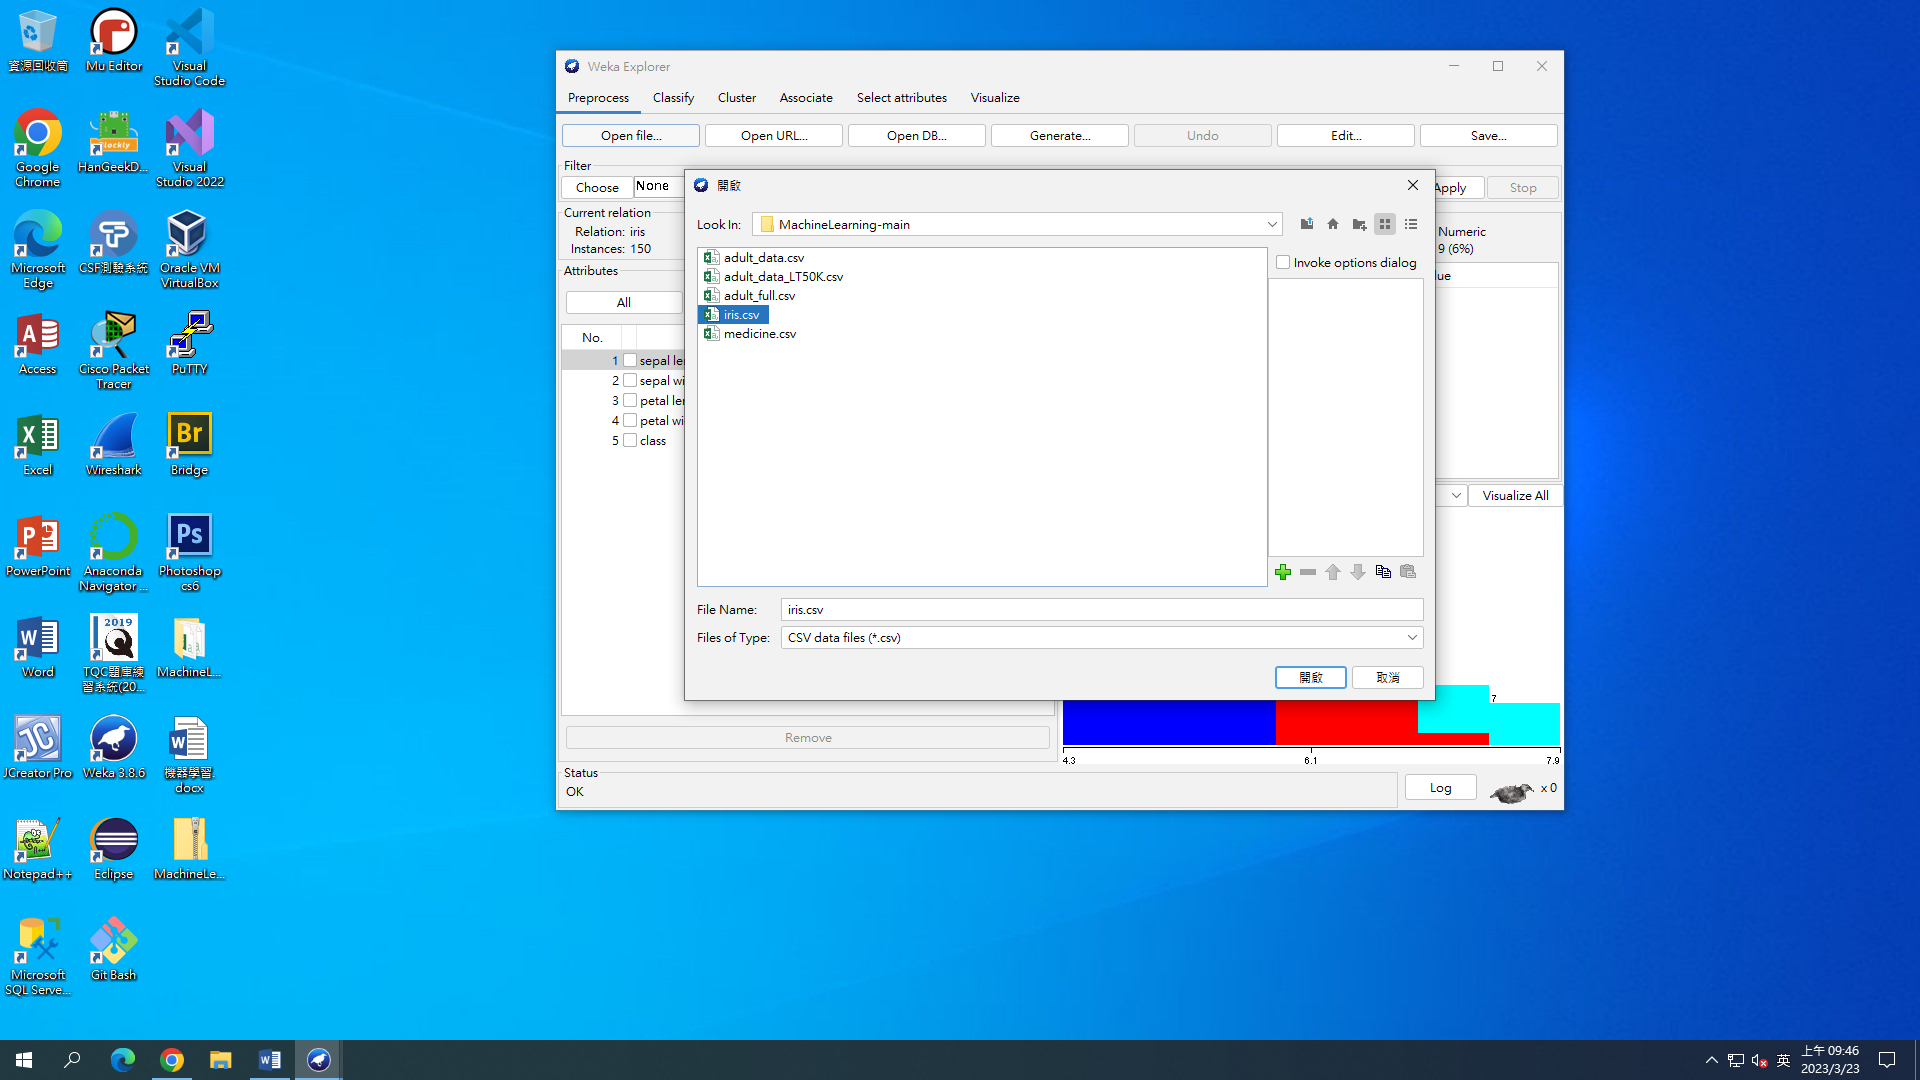 資源回收筒
Mu Editor
Visual
Studio Code
Google
Chrome
HanGeekD...
Visual
Studio 2022
Microsoft
Edge
CSF測驗系統
Oracle VM
VirtualBox
Access
Cisco Packet
Tracer
PuTTY
Excel
Wireshark
Br
Bridge
PowerPoint
Anaconda
Navigator ...
Ps
Photoshop
cs6
Word
2019
TQC題庫練
習系統(20...
MachineL...
JCreator Pro
Weka 3.8.6
機器學習.
docx
Notepad++
Eclipse
MachineLe...
Microsoft
SQL Serve...
Git Bash
Weka Explorer
Preprocess
Classify
Cluster
Associate
Select attributes
Visualize
Open file...
Open URL...
Open DB...
Generate...
Undo
Edit...
Save...
Filter
Choose
None
Apply
Stop
Current relation
Relation: iris
Instances: 150
Numeric
9 (6%)
lue
Attributes
All
No.
1 sepal le
2 sepal wi
3 petal len
4 petal wi
5 class
開啟
Look In:
MachineLearning-main
adult_data.csv
adult_data_LT50K.csv
adult_full.csv
iris.csv
medicine.csv
Invoke options dialog
File Name:
iris.csv
Files of Type:
CSV data files (*.csv)
開啟
取消
Visualize All
7
4.3
6.1
7.9
Remove
Status
OK
Log
x 0
英
上午 09:46
2023/3/23